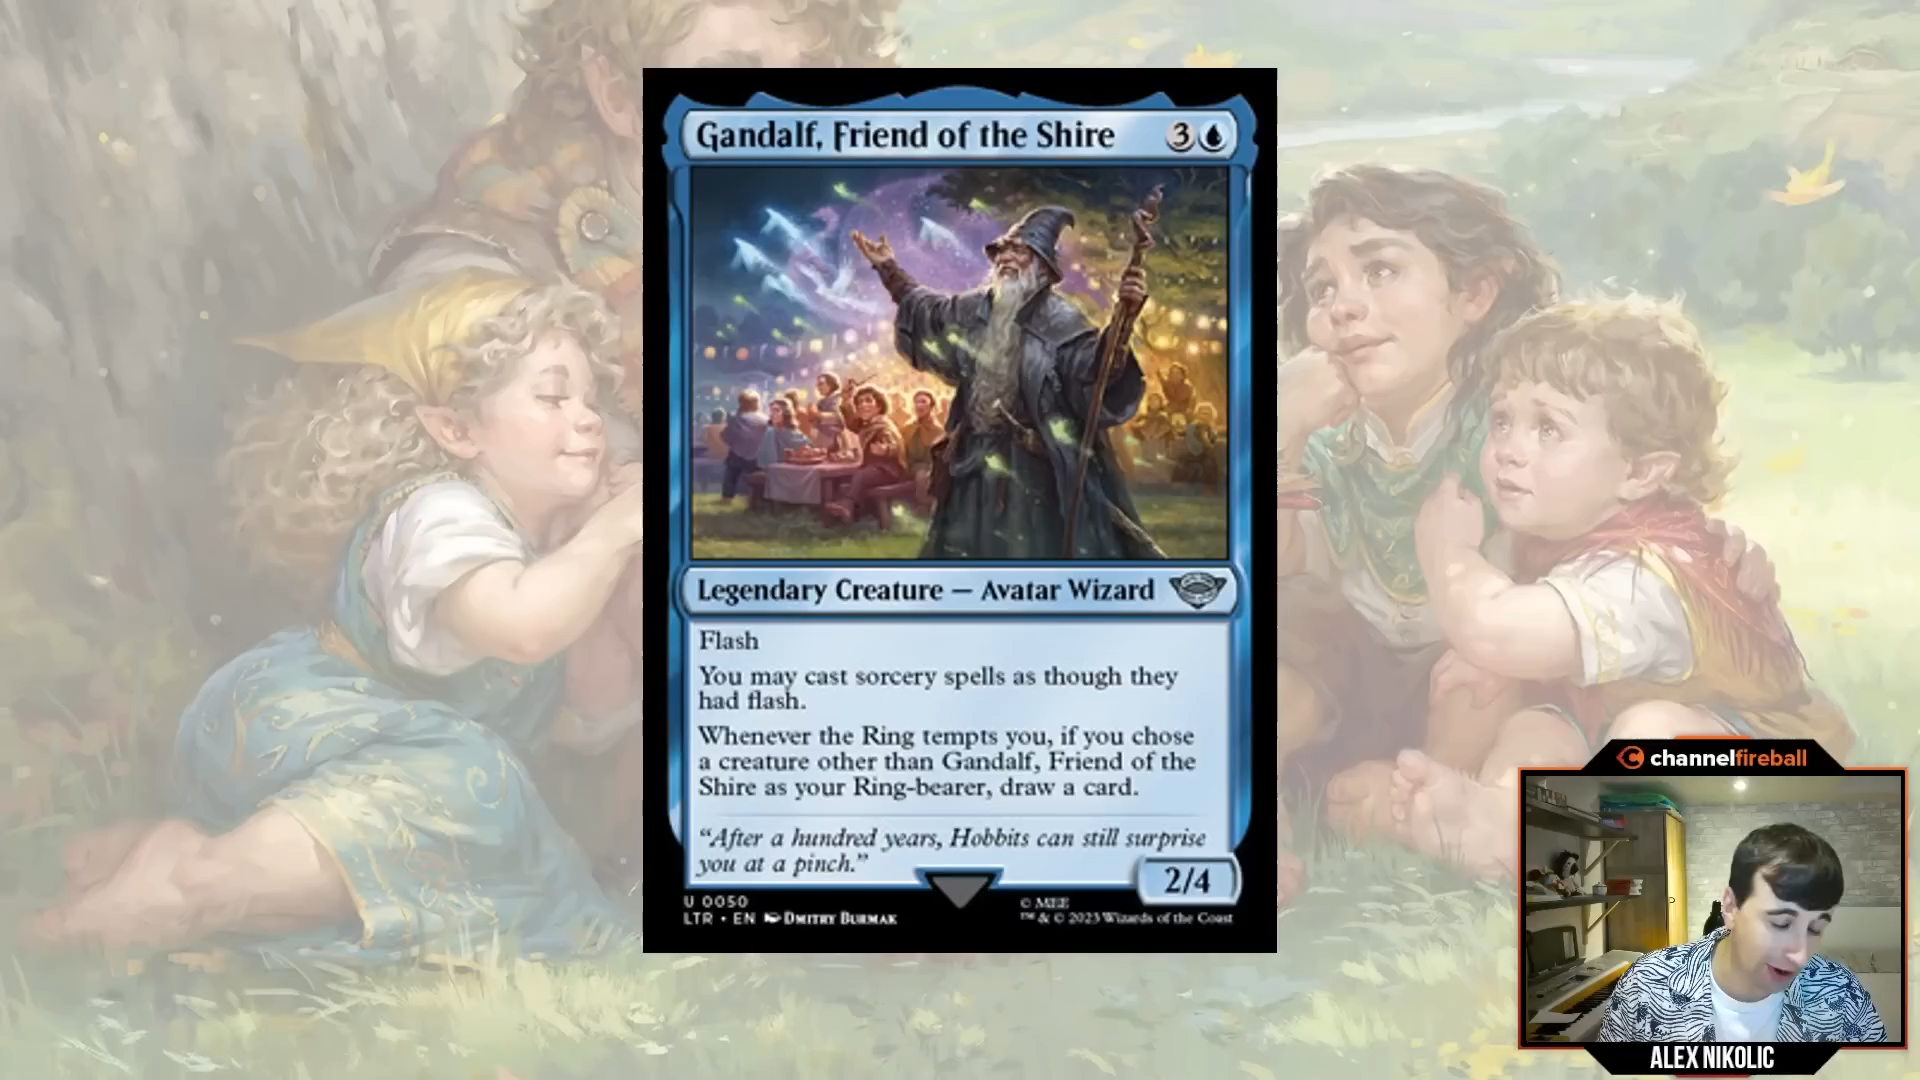 Gandalf, Friend of the Shire 3
Legendary Creature — Avatar Wizard
Flash
You may cast sorcery spells as though they
had flash.
Whenever the Ring tempts you, if you chose
a creature other than Gandalf, Friend of the
Shire as your Ring-bearer, draw a card.
“After a hundred years, Hobbits can still surprise
you at a pinch.”
2/4
U 0050
LTR • EN DMITRY BURMAK
© MEE
™ & © 2023 Wizards of the Coast
channelfireball
ALEX NIKOLIC